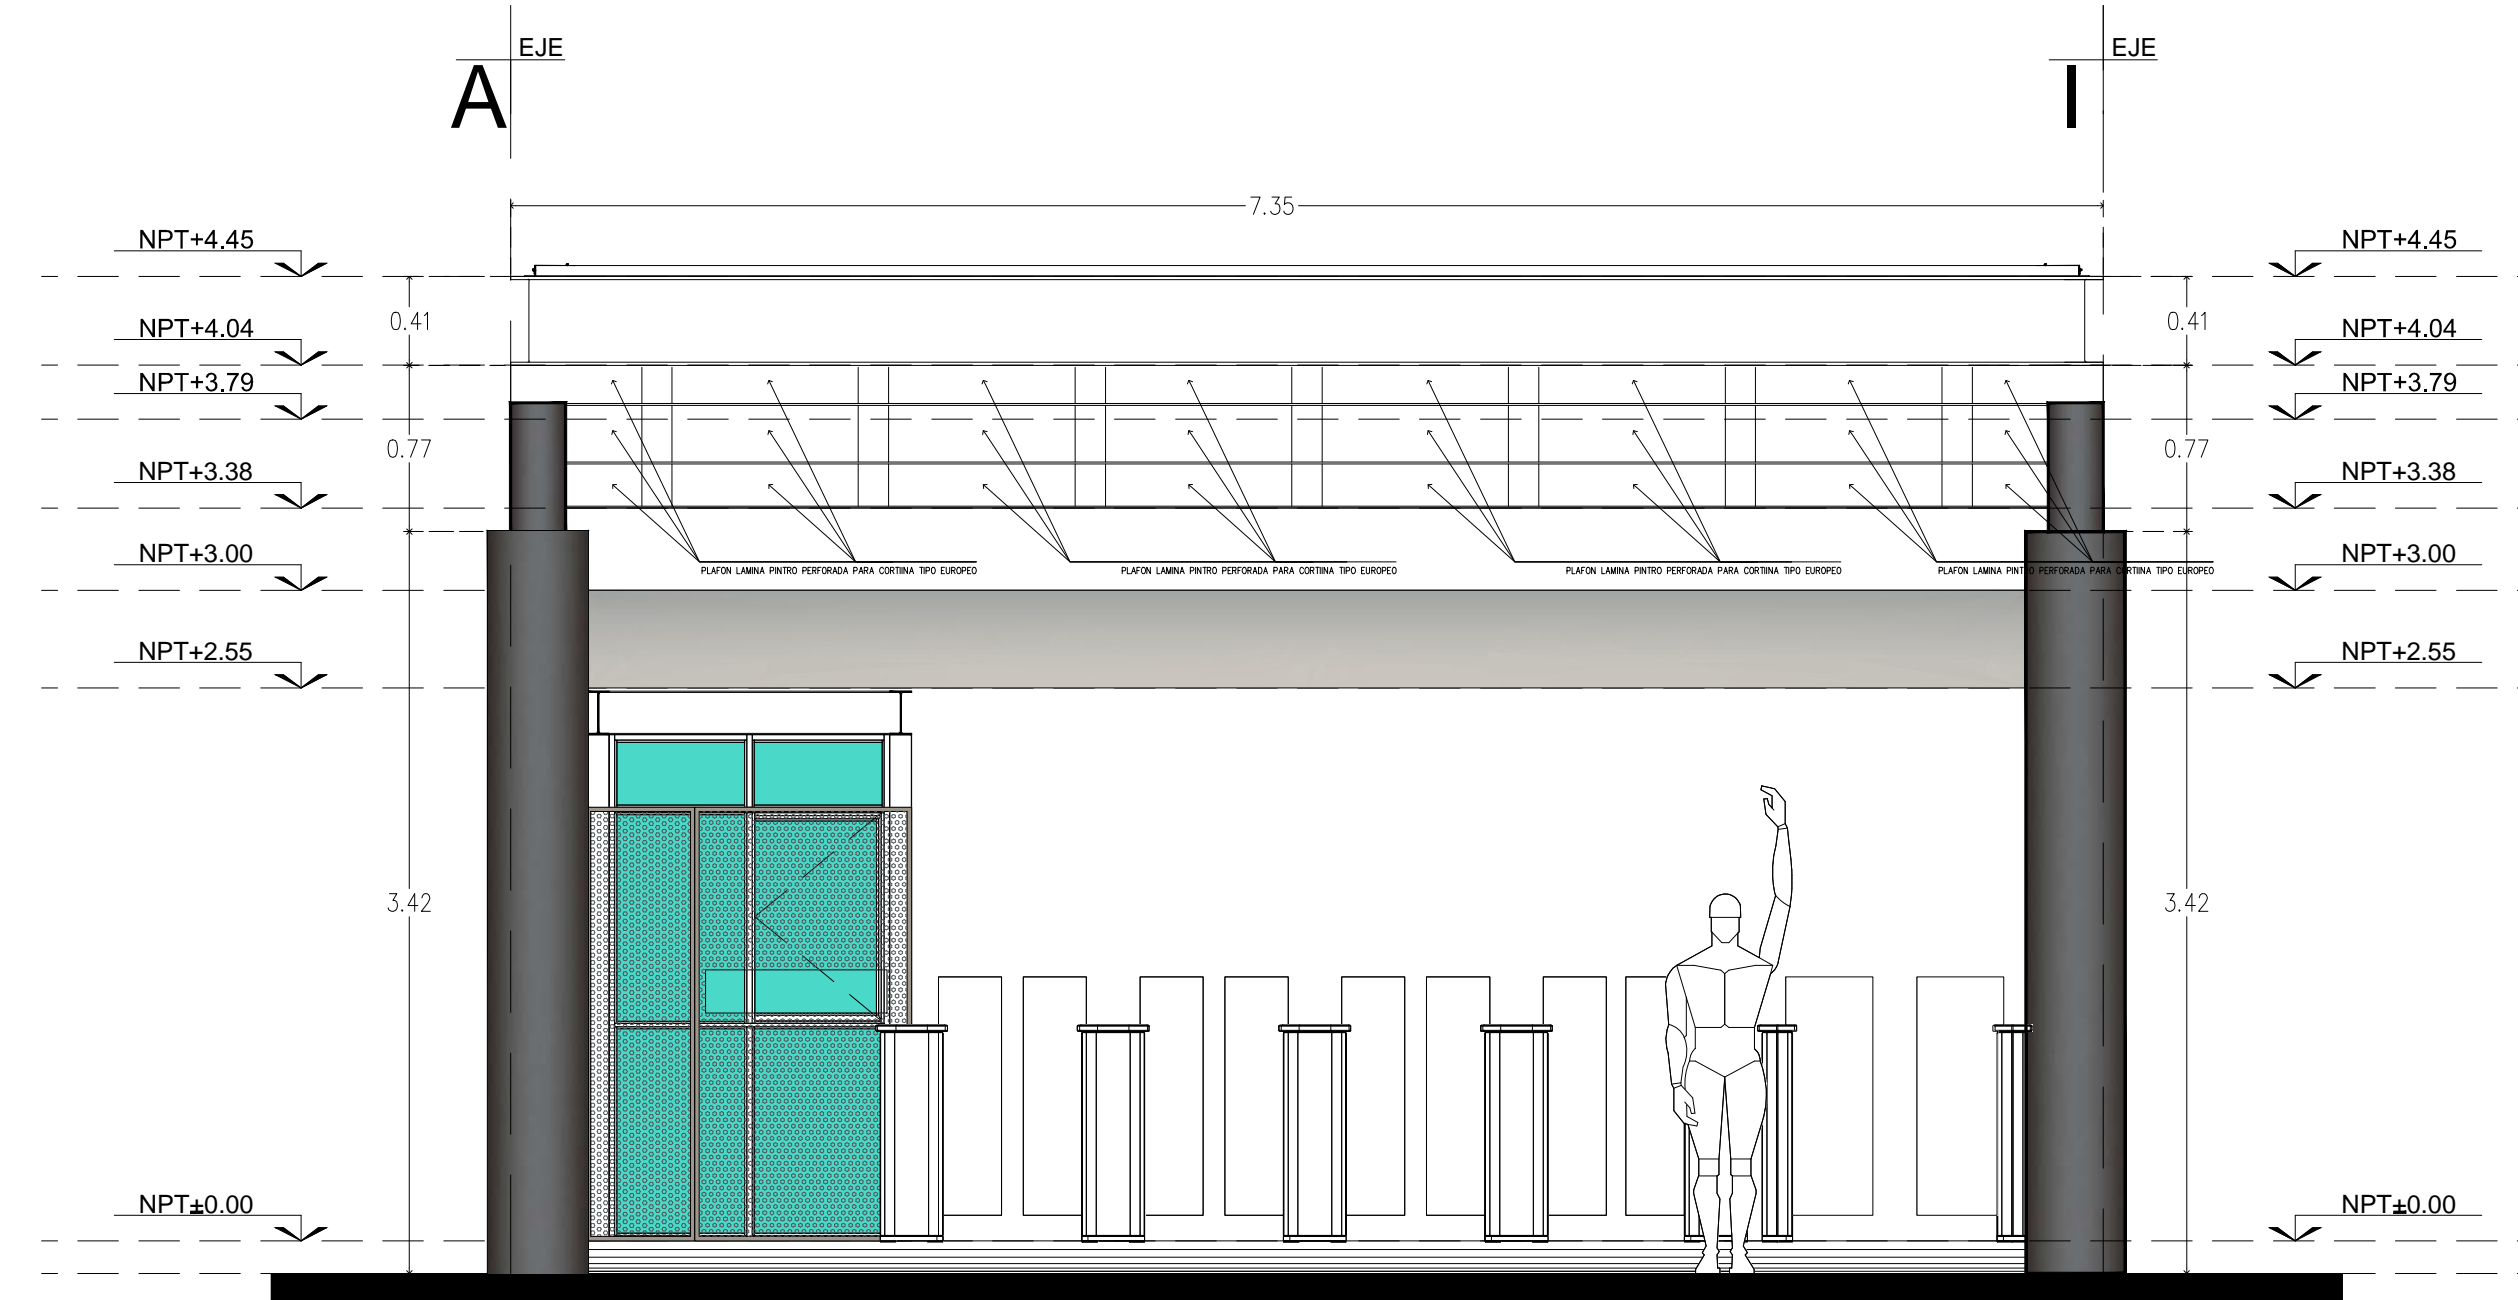 EJE
EJE
A
I
7.35
NPT+4.45
NPT+4.45
0.41
0.41
NPT+4.04
NPT+4.04
NPT+3.79
NPT+3.79
0.77
0.77
NPT+3.38
NPT+3.38
NPT+3.00
NPT+3.00
PLAFON LAMINA PINTRO PERFORADA PARA CORTIINA TIPO EUROPEO
PLAFON LAMINA PINTRO PERFORADA PARA CORTIINA TIPO EUROPEO
PLAFON LAMINA PINTRO PERFORADA PARA CORTIINA TIPO EUROPEO
PLAFON LAMINA PINTRO PERFORADA PARA CORTIINA TIPO EUROPEO
NPT+2.55
NPT+2.55
3.42
3.42
NPT±0.00
NPT±0.00